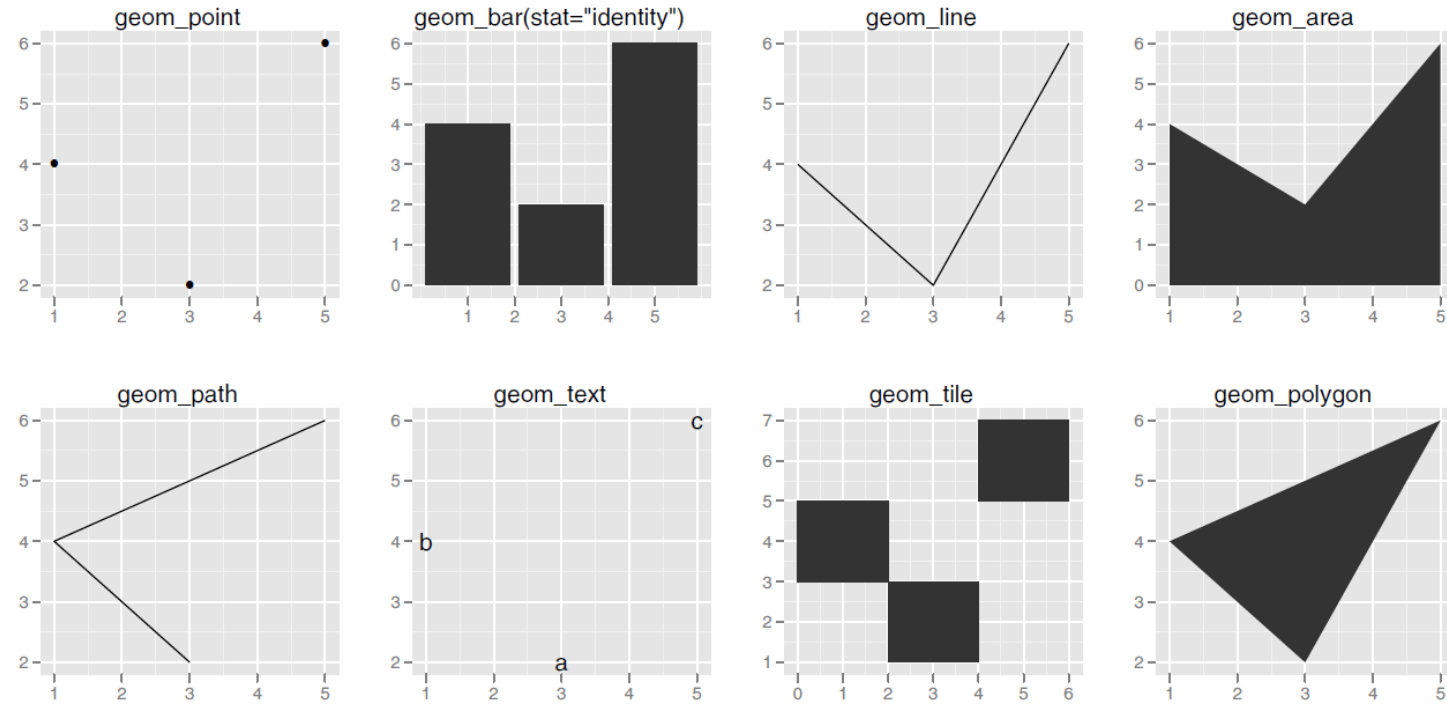 geom_point geom_bar(stat="identity") geom_line geom_area
6 6 6 6
5 5 5 5
4 4 4 4
3 3 3 3
2 2 2 2
1 1
0 0
1 2 3 4 5 1 2 3 4 5 1 2 3 4 5 1 2 3 4 5
geom_path geom_text geom_tile geom_polygon
6 6 c 7 6
5 5 6 5
4 b 4 5 4
3 3 4 3
2 2 a 3 2
2
1
1 2 3 4 5 1 2 3 4 5 0 1 2 3 4 5 6 1 2 3 4 5